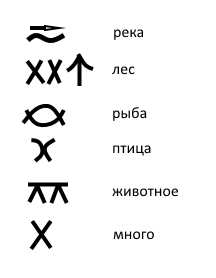 река
лес
рыба
птица
животное
много